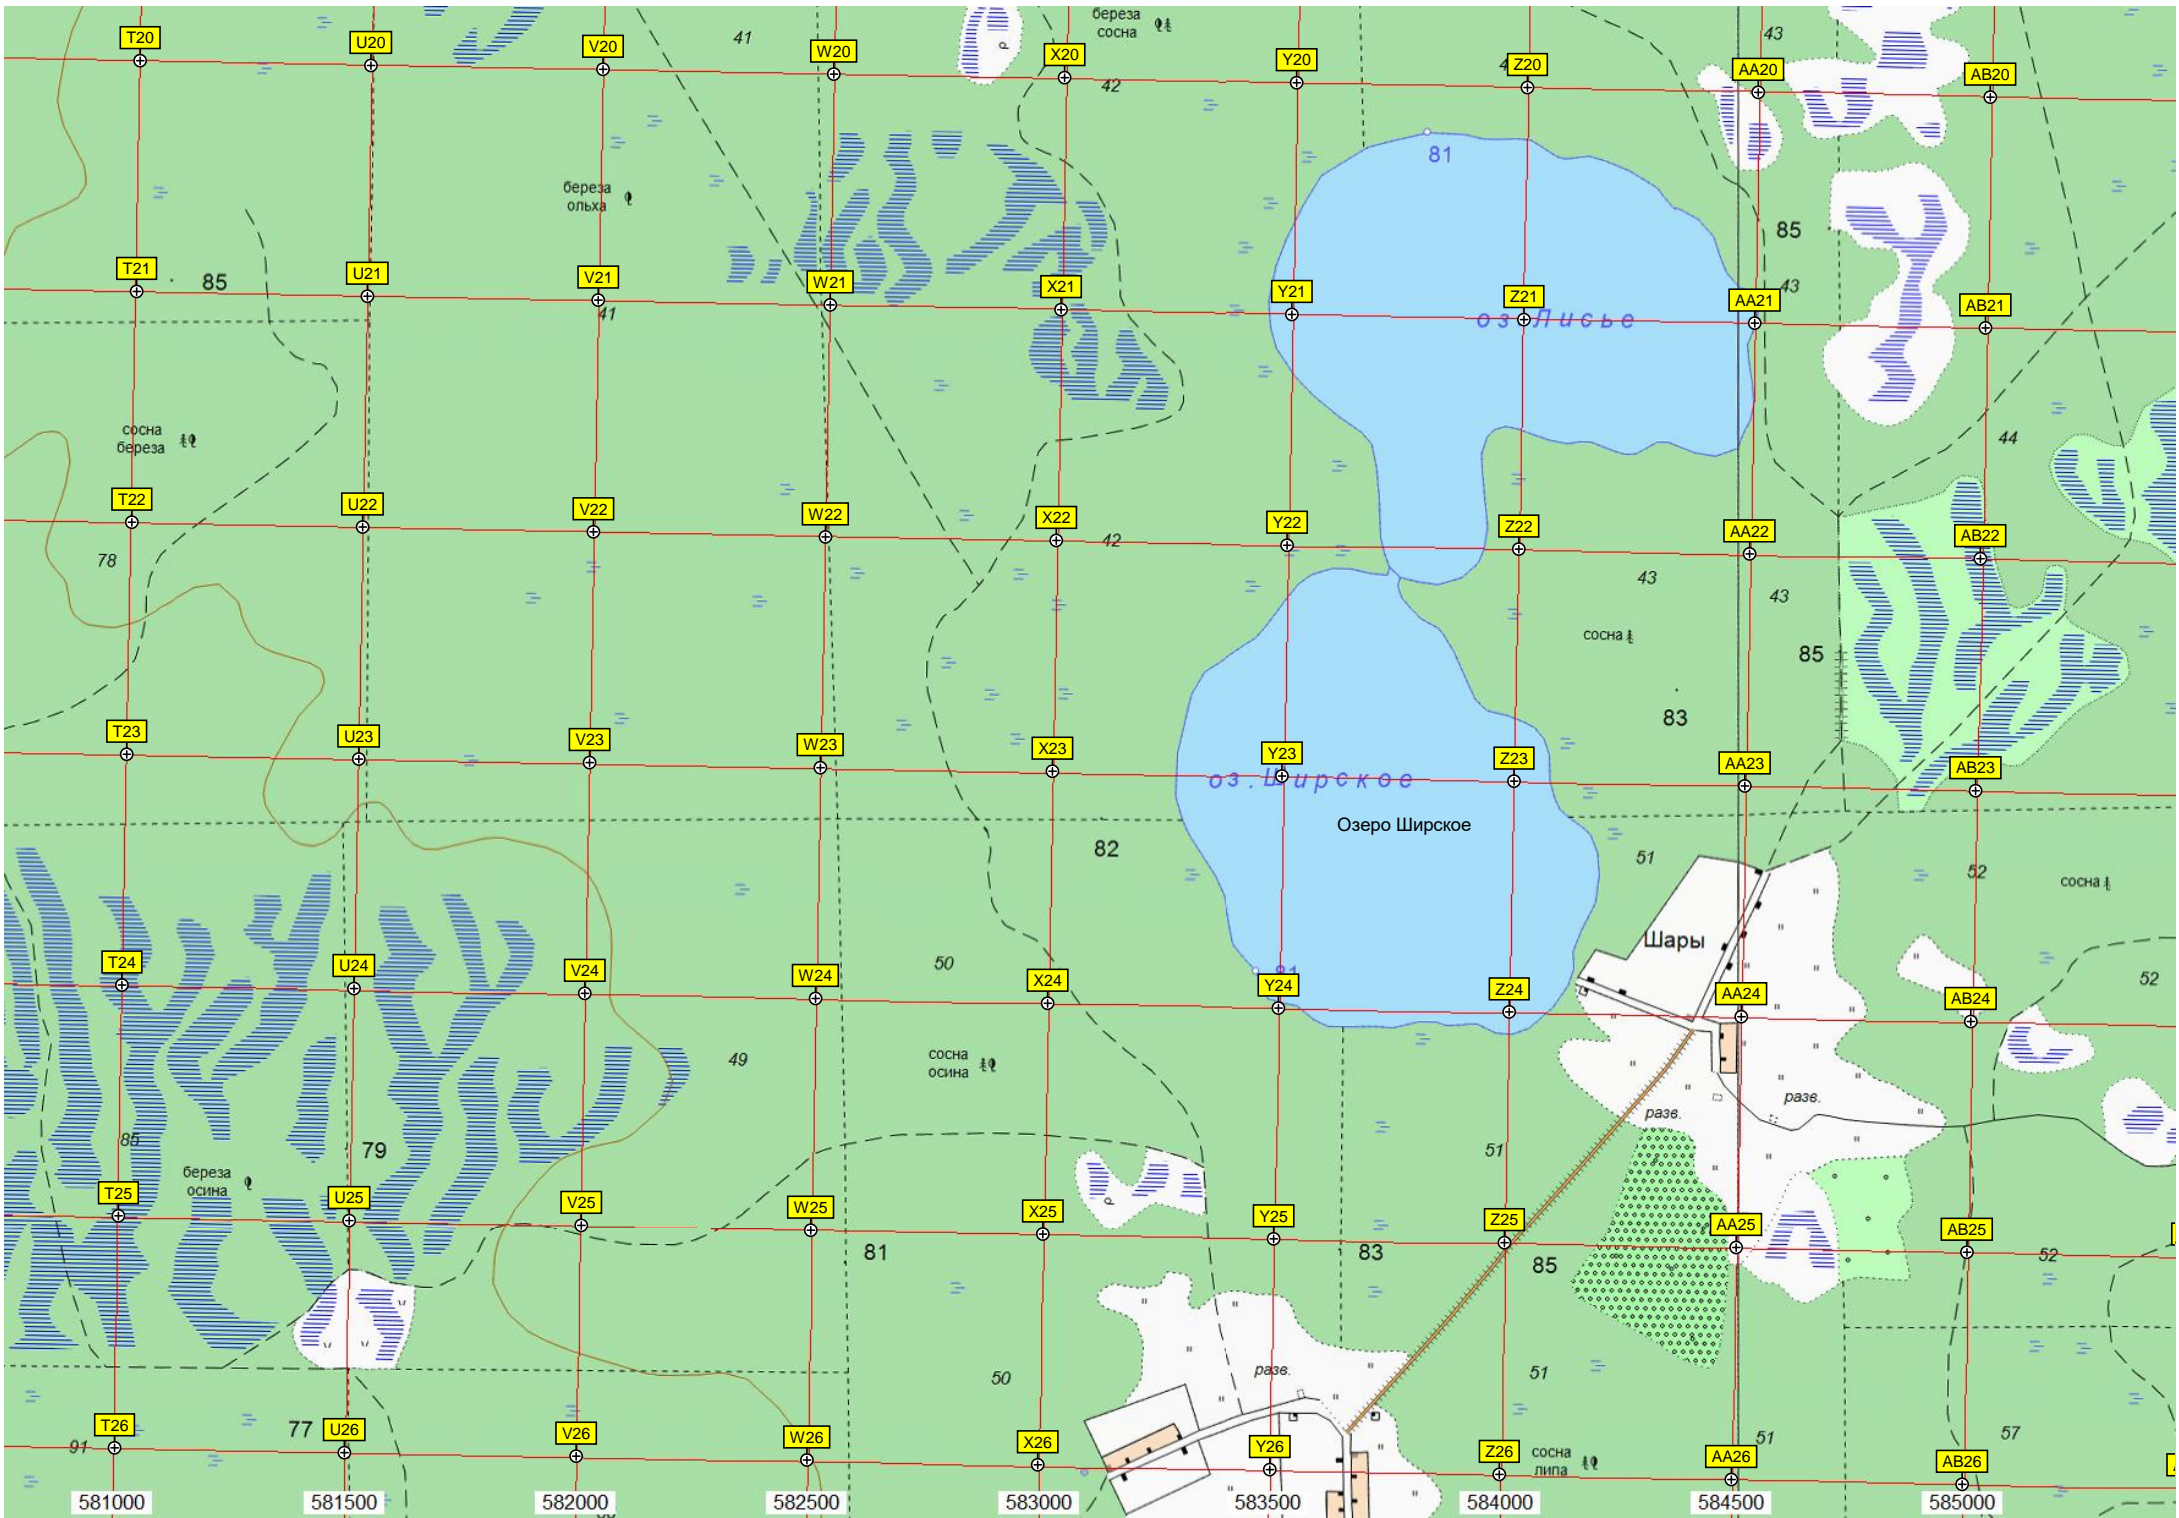 береза
сосна
41
43
T20
U20
V20
W20
X20
Y20
Z20
AA20
AB20
42
81
береза
ольха
85
T21
U21
V21
W21
X21
Y21
Z21
AA21
AB21
85
43
41
оз. Лисье
сосна
береза
44
T22
U22
V22
W22
X22
Y22
Z22
AA22
AB22
78
42
43
43
сосна
85
83
T23
U23
V23
W23
X23
Y23
Z23
AA23
AB23
оз. Ширское
Озеро Ширское
82
51
52
сосна
Шары
50
52
T24
U24
V24
W24
X24
Y24
Z24
AA24
AB24
81
49
сосна
осина
разв.
разв.
85
79
51
береза
осина
T25
U25
V25
W25
X25
Y25
Z25
AA25
AB25
81
83
85
52
50
разв.
51
77
91
T26
U26
V26
W26
X26
Y26
Z26
AA26
AB26
51
57
сосна
липа
581000
581500
582000
582500
583000
583500
584000
584500
585000